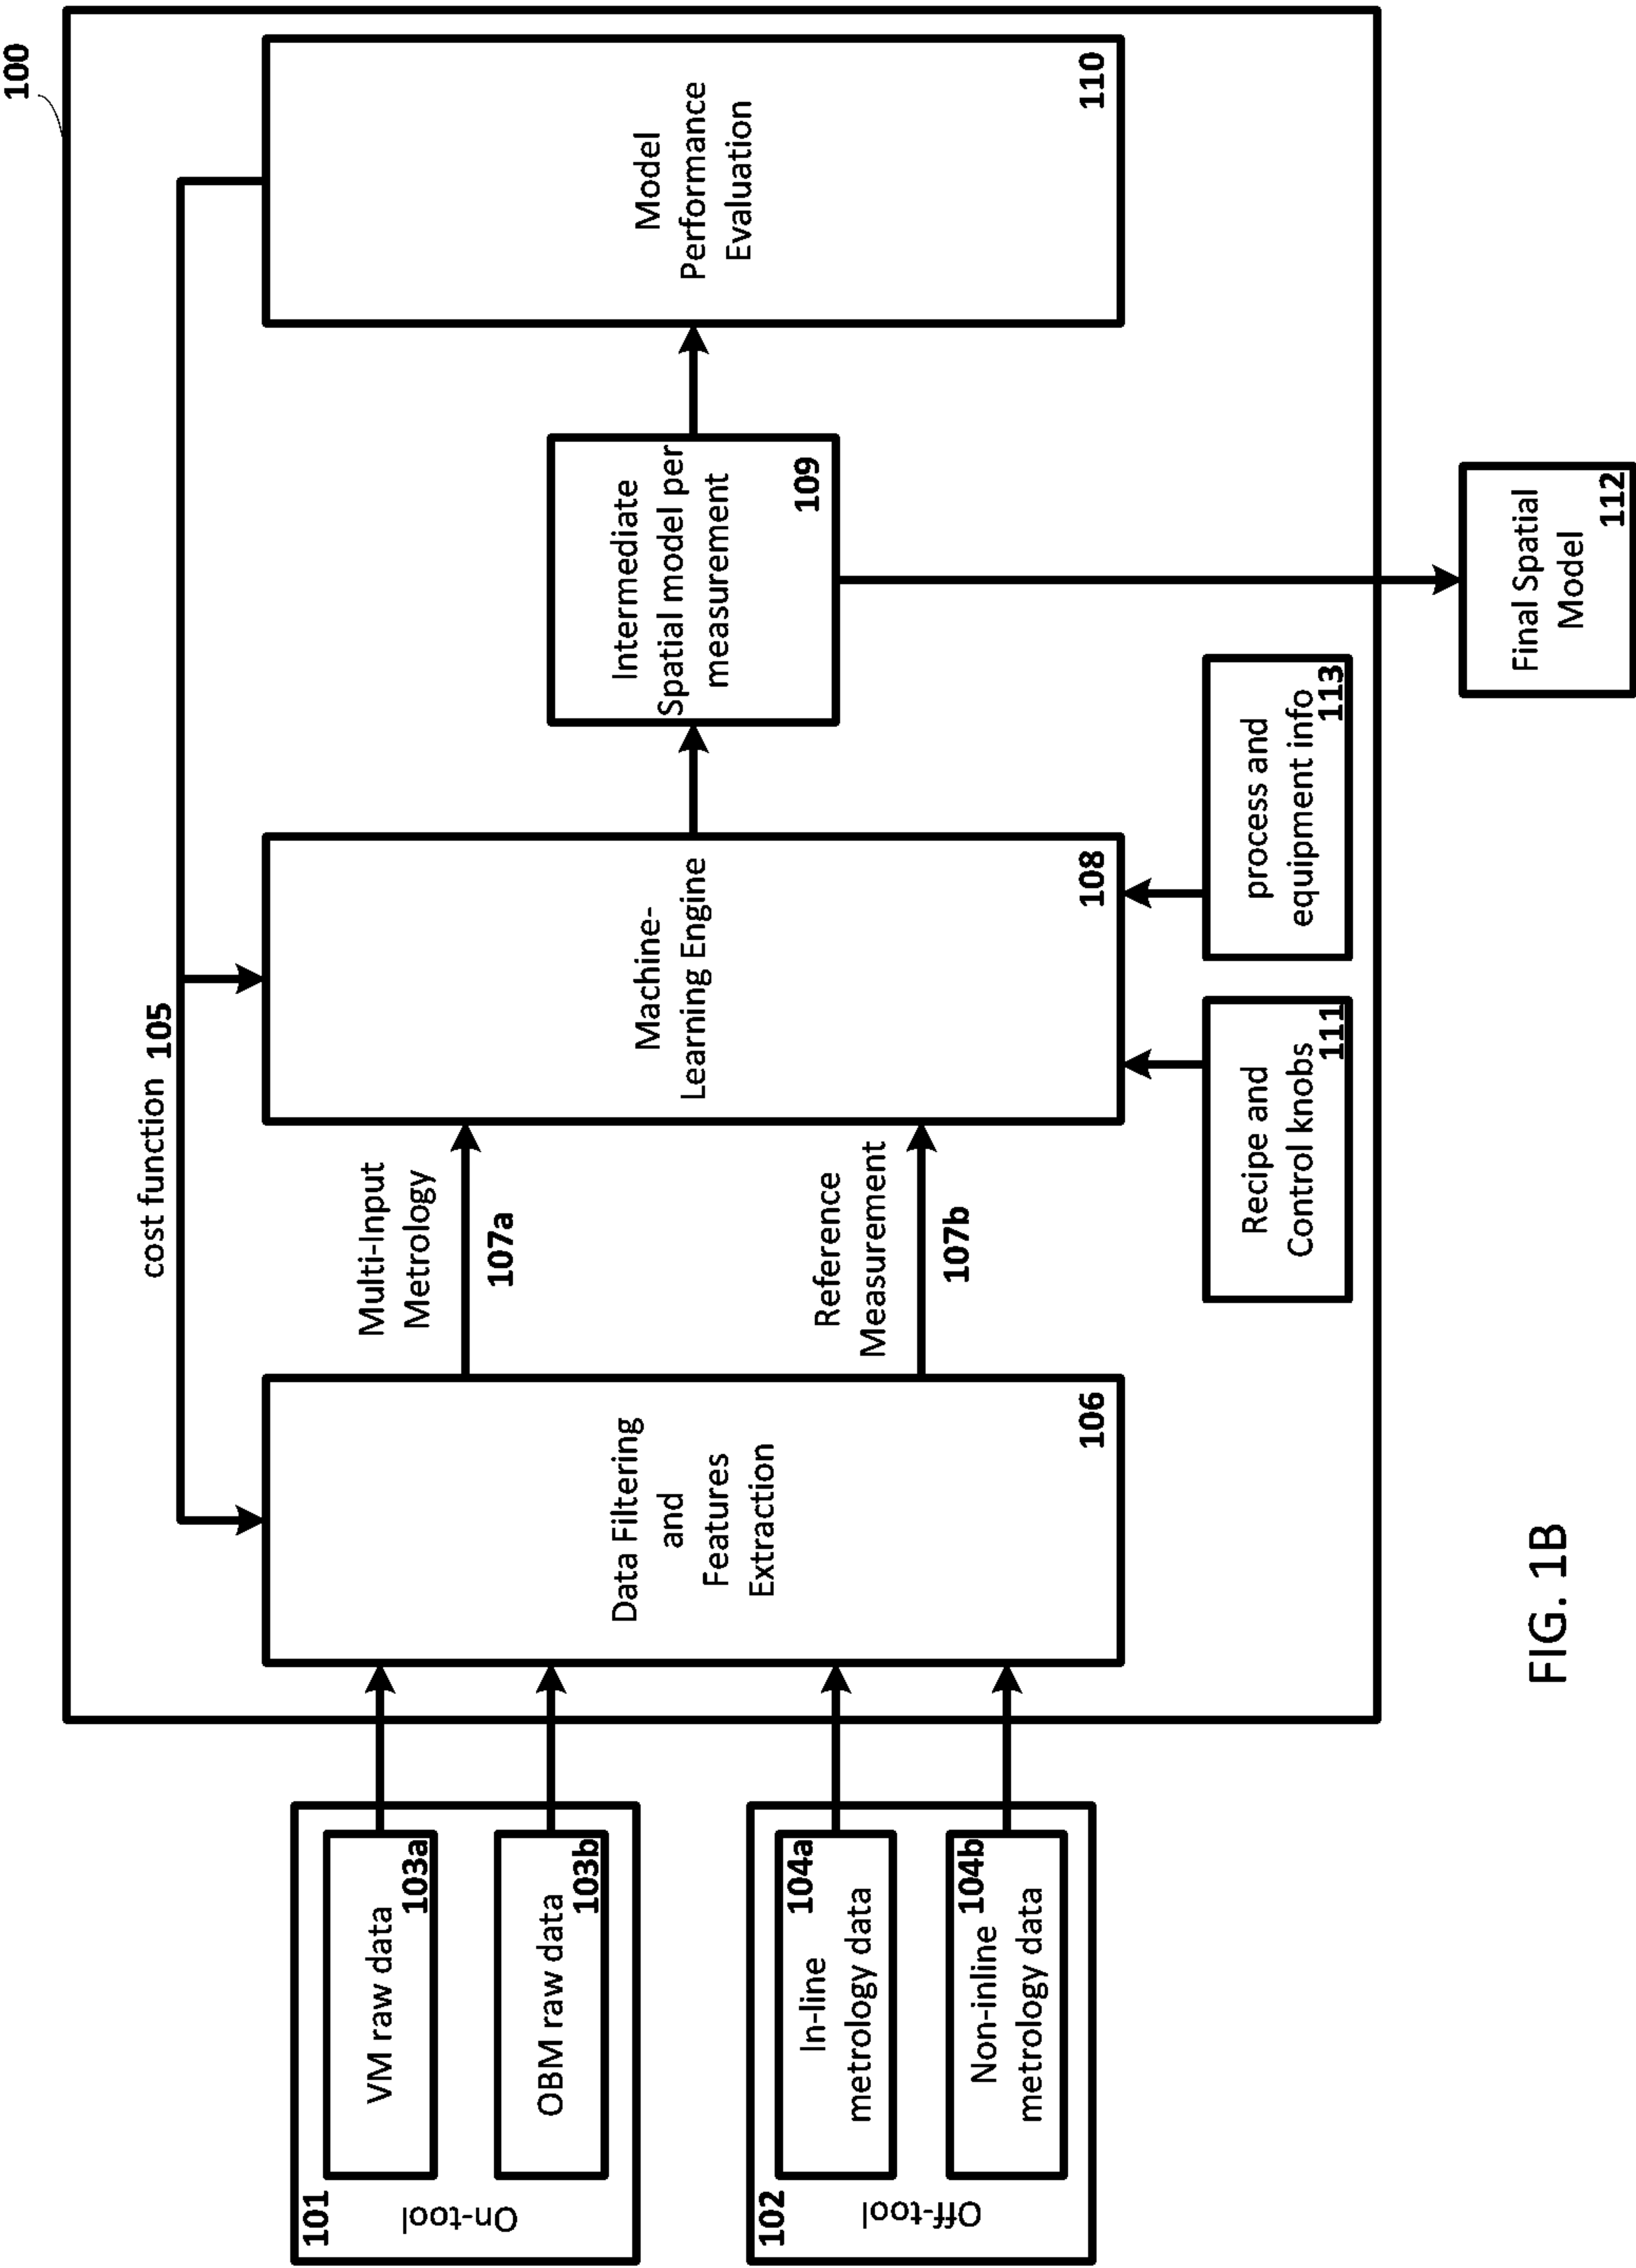 100
cost function 105
101
On-tool
VM raw data
103a
OBM raw data
103b
102
Off-tool
In-line
metrology data
104a
Non-inline
metrology data
104b
Data Filtering
and
Features
Extraction
106
Multi-Input
Metrology
107a
Reference
Measurement
107b
Machine-
Learning Engine
108
Recipe and
Control knobs
111
process and
equipment info
113
Intermediate
Spatial model per
measurement
109
Model
Performance
Evaluation
110
Final Spatial
Model
112
FIG. 1B